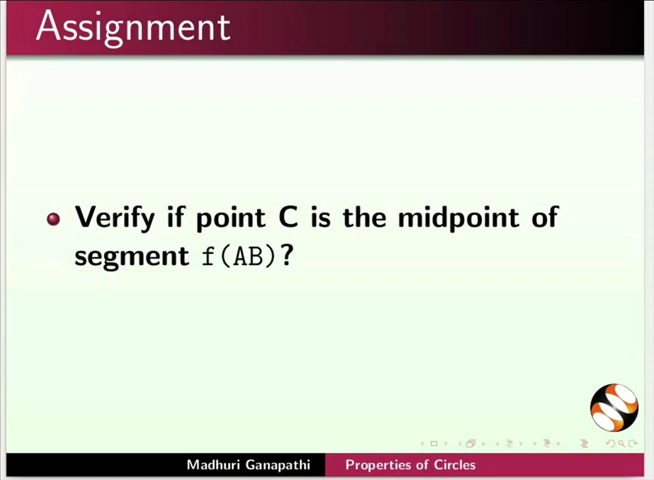 Assignment
Verify if point C is the midpoint of
segment f(AB)?
Madhuri Ganapathi Properties of Circles